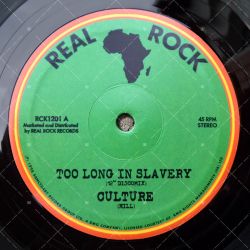 REAL ROCK
RCK1201 A
Marketed and Distributed
by REAL ROCK RECORDS
45 RPM
STEREO
TOO LONG IN SLAVERY
(12" DISCOMIX)
CULTURE
(HILL)